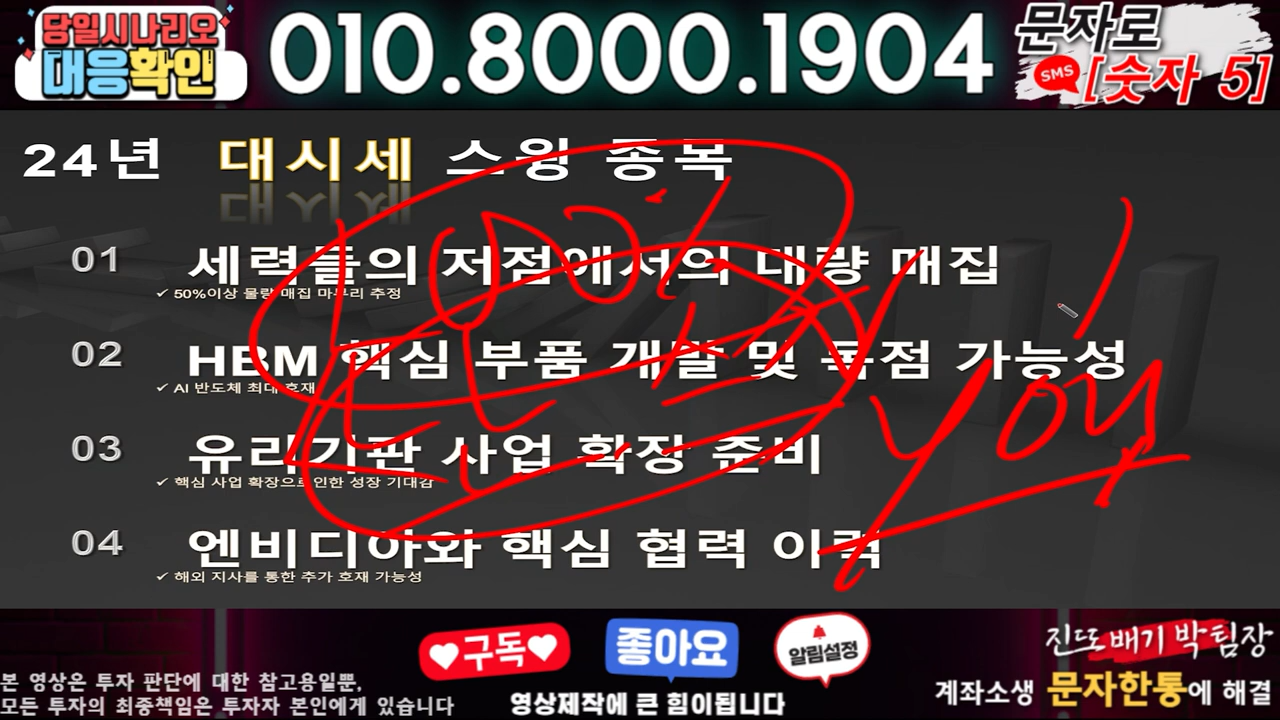 당일시나리오
대응확인
010.8000.1904
문자로
SMS
[숫자 5]
24년 대시세 스윙 종목
01 세력들의 저점에서의 대량 매집
✓ 50%이상 물량 매집 마무리 추정
02 HBM 핵심 부품 개발 및 독점 가능성
✓ AI 반도체 최대 호재
03 유리기판 사업 확장 준비
✓ 핵심 사업 확장으로인한 성장 기대감
04 엔비디아와 핵심 협력 이력
✓ 해외 지사를 통한 추가 호재 가능성
구독
좋아요
알림설정
영상제작에 큰 힘이됩니다
본 영상은 투자 판단에 대한 참고용일뿐,
모든 투자의 최종책임은 투자자 본인에게 있습니다
진또배기 박팀장
계좌소생 문자한통에 해결